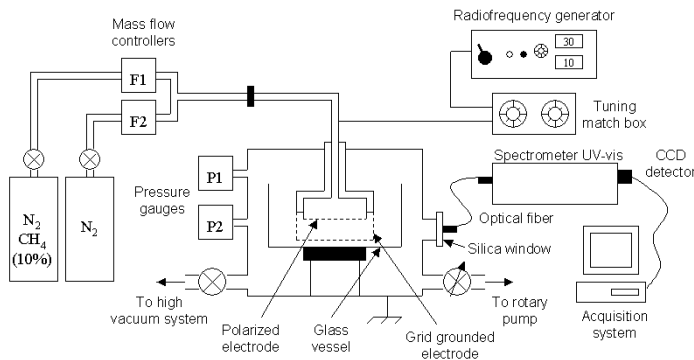 Mass flow
controllers
Radiofrequency generator
F1
F2
30
10
Tuning
match box
Spectrometer UV-vis
CCD
detector
Pressure
gauges
P1
P2
N2
CH4
(10%)
N2
Optical fiber
Silica window
To high
vacuum system
Polarized
electrode
Glass
vessel
Grid grounded
electrode
To rotary
pump
Acquisition
system